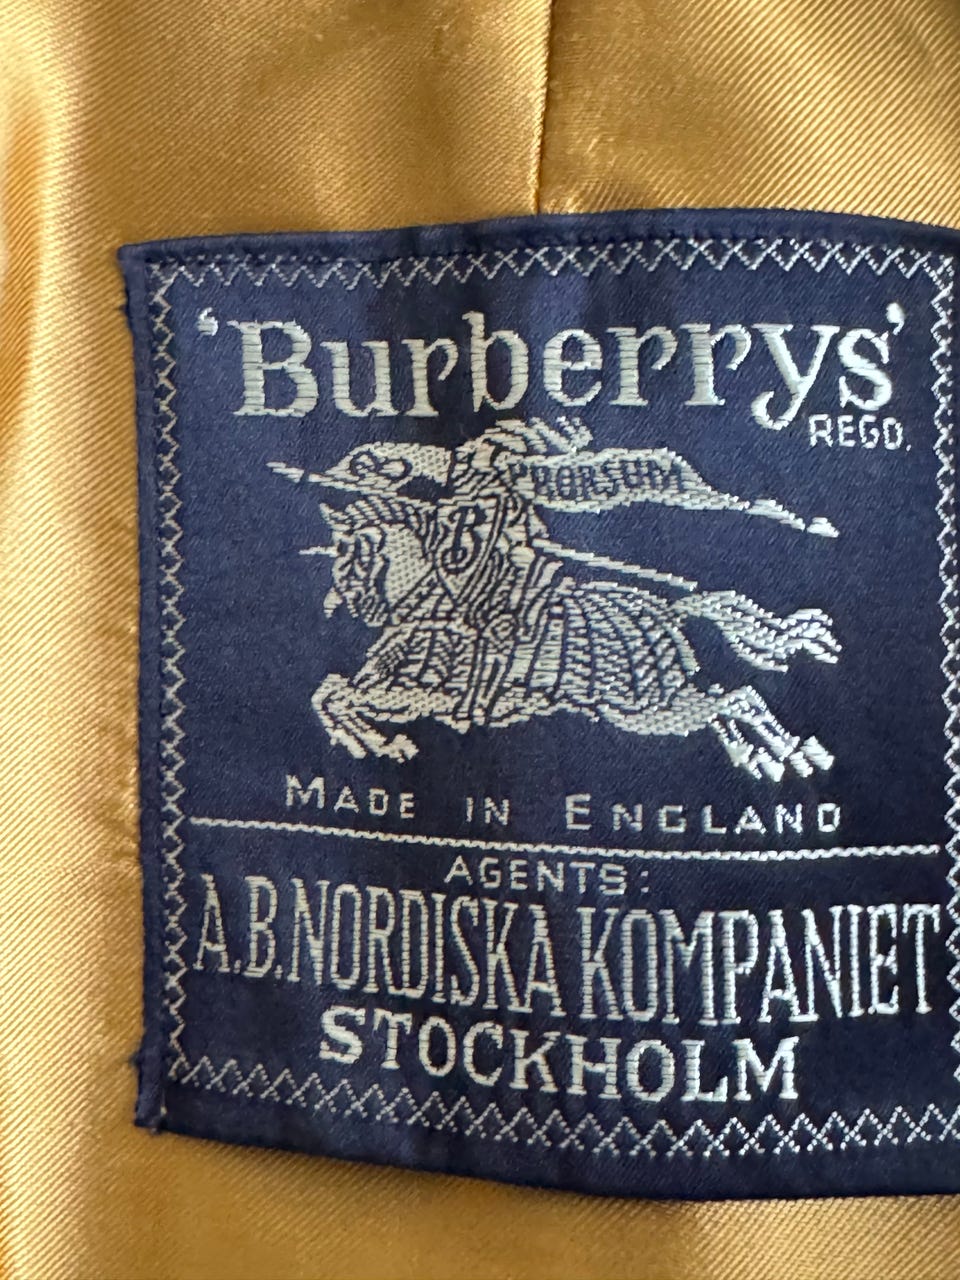 'Burberrys'
REGD.
PRORSUM
B
MADE IN ENGLAND
AGENTS:
A.B. NORDISKA KOMPANIET
STOCKHOLM